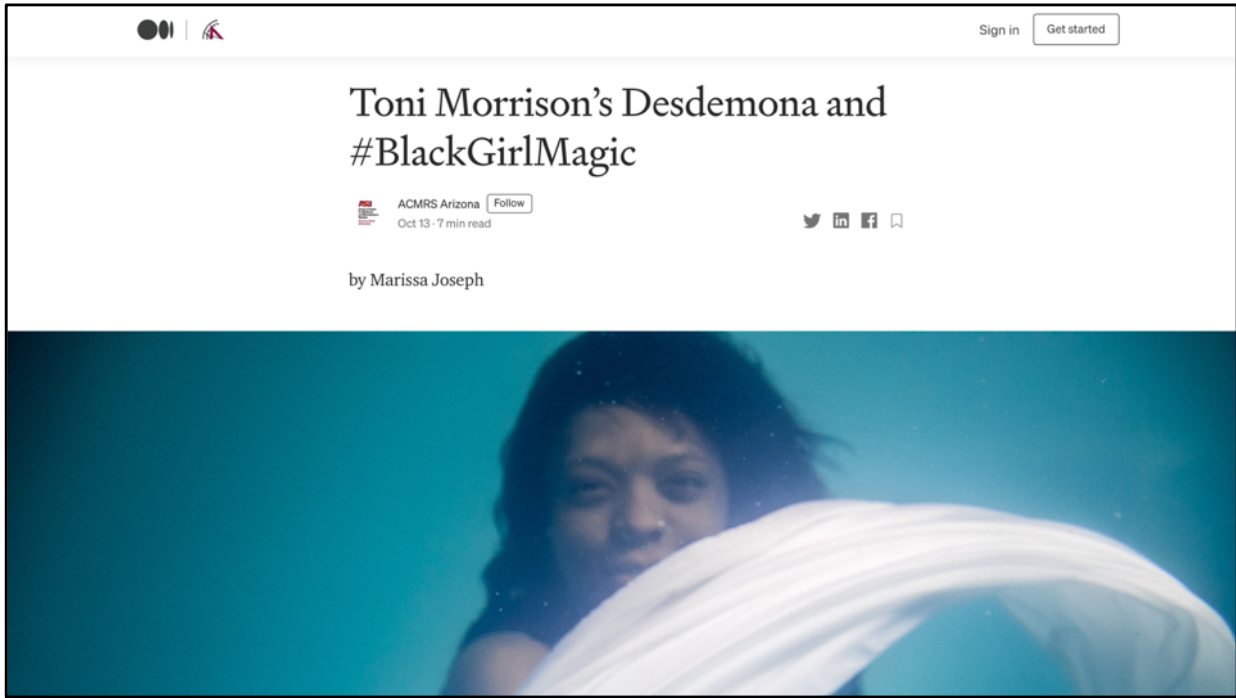 Sign in
Get started
Toni Morrison’s Desdemona and
#BlackGirlMagic
ACMRS Arizona
Follow
Oct 13 · 7 min read
by Marissa Joseph